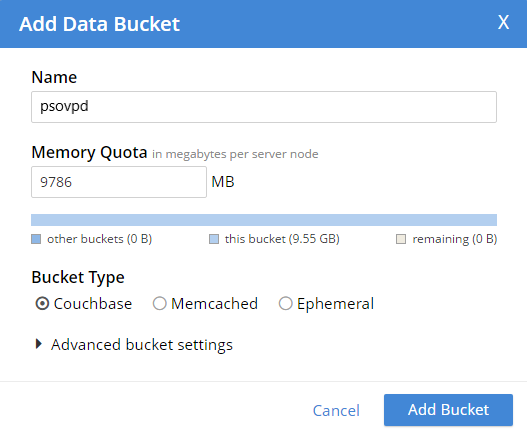 Add Data Bucket X
Name
psovpd
Memory Quota in megabytes per server node
9786 MB
other buckets (0 B) this bucket (9.55 GB) remaining (0 B)
Bucket Type
Couchbase Memcached Ephemeral
Advanced bucket settings
Cancel Add Bucket